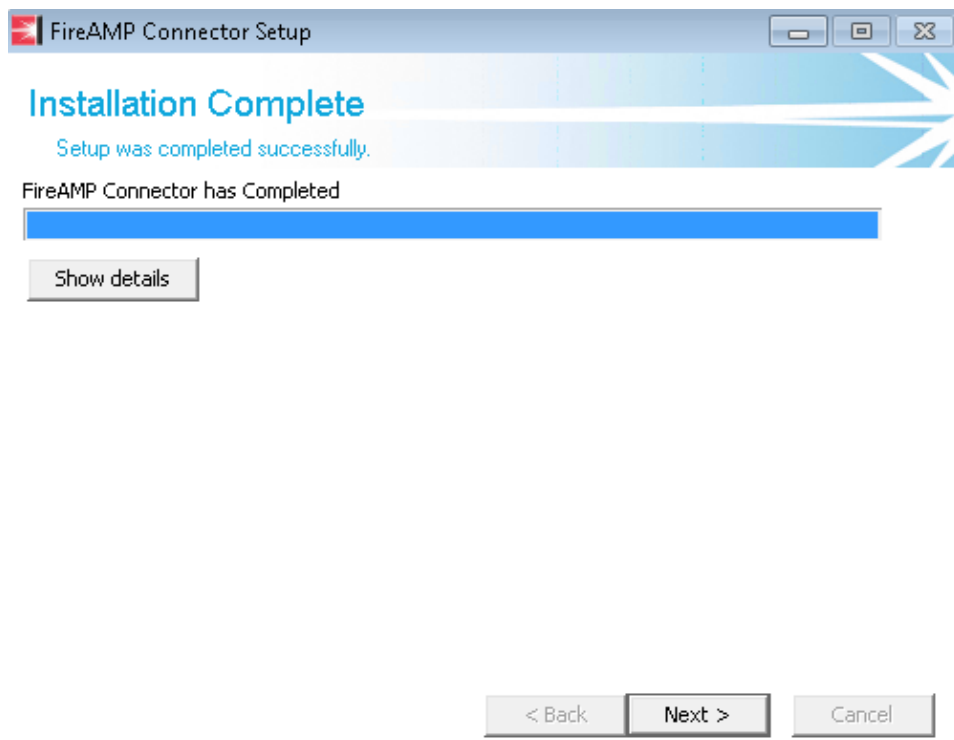 FireAMP Connector Setup
Installation Complete
Setup was completed successfully.
FireAMP Connector has Completed
Show details
< Back Next > Cancel